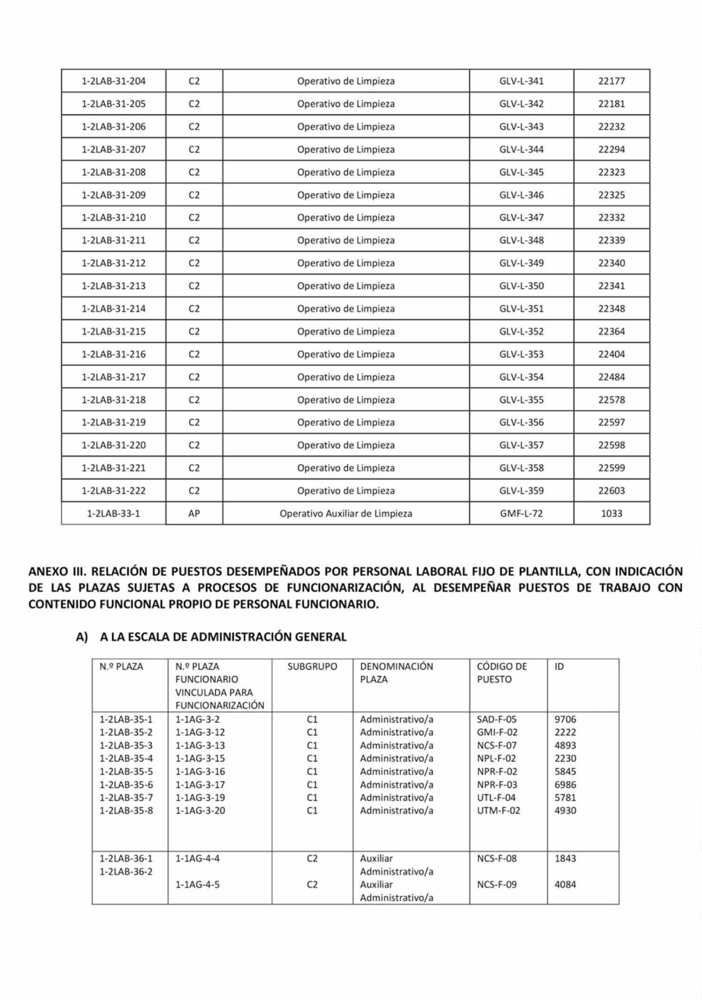 1-2LAB-31-204 C2 Operativo de Limpieza GLV-L-341 22177
1-2LAB-31-205 C2 Operativo de Limpieza GLV-L-342 22181
1-2LAB-31-206 C2 Operativo de Limpieza GLV-L-343 22232
1-2LAB-31-207 C2 Operativo de Limpieza GLV-L-344 22294
1-2LAB-31-208 C2 Operativo de Limpieza GLV-L-345 22323
1-2LAB-31-209 C2 Operativo de Limpieza GLV-L-346 22325
1-2LAB-31-210 C2 Operativo de Limpieza GLV-L-347 22332
1-2LAB-31-211 C2 Operativo de Limpieza GLV-L-348 22339
1-2LAB-31-212 C2 Operativo de Limpieza GLV-L-349 22340
1-2LAB-31-213 C2 Operativo de Limpieza GLV-L-350 22341
1-2LAB-31-214 C2 Operativo de Limpieza GLV-L-351 22348
1-2LAB-31-215 C2 Operativo de Limpieza GLV-L-352 22364
1-2LAB-31-216 C2 Operativo de Limpieza GLV-L-353 22404
1-2LAB-31-217 C2 Operativo de Limpieza GLV-L-354 22484
1-2LAB-31-218 C2 Operativo de Limpieza GLV-L-355 22578
1-2LAB-31-219 C2 Operativo de Limpieza GLV-L-356 22597
1-2LAB-31-220 C2 Operativo de Limpieza GLV-L-357 22598
1-2LAB-31-221 C2 Operativo de Limpieza GLV-L-358 22599
1-2LAB-31-222 C2 Operativo de Limpieza GLV-L-359 22603
1-2LAB-33-1 AP Operativo Auxiliar de Limpieza GMF-L-72 1033
ANEXO III. RELACIÓN DE PUESTOS DESEMPEÑADOS POR PERSONAL LABORAL FIJO DE PLANTILLA, CON INDICACIÓN
DE LAS PLAZAS SUJETAS A PROCESOS DE FUNCIONARIZACIÓN, AL DESEMPEÑAR PUESTOS DE TRABAJO CON
CONTENIDO FUNCIONAL PROPIO DE PERSONAL FUNCIONARIO.
A) A LA ESCALA DE ADMINISTRACIÓN GENERAL
N.º PLAZA N.º PLAZA SUBGRUPO DENOMINACIÓN CÓDIGO DE ID
FUNCIONARIO PLAZA PUESTO
VINCULADA PARA
FUNCIONARIZACIÓN
1-2LAB-35-1 1-1AG-3-2 C1 Administrativo/a SAD-F-05 9706
1-2LAB-35-2 1-1AG-3-12 C1 Administrativo/a GMI-F-02 2222
1-2LAB-35-3 1-1AG-3-13 C1 Administrativo/a NCS-F-07 4893
1-2LAB-35-4 1-1AG-3-15 C1 Administrativo/a NPL-F-02 2230
1-2LAB-35-5 1-1AG-3-16 C1 Administrativo/a NPR-F-02 5845
1-2LAB-35-6 1-1AG-3-17 C1 Administrativo/a NPR-F-03 6986
1-2LAB-35-7 1-1AG-3-19 C1 Administrativo/a UTL-F-04 5781
1-2LAB-35-8 1-1AG-3-20 C1 Administrativo/a UTM-F-02 4930
1-2LAB-36-1 1-1AG-4-4 C2 Auxiliar NCS-F-08 1843
1-2LAB-36-2 Administrativo/a
1-1AG-4-5 C2 Auxiliar NCS-F-09 4084
Administrativo/a